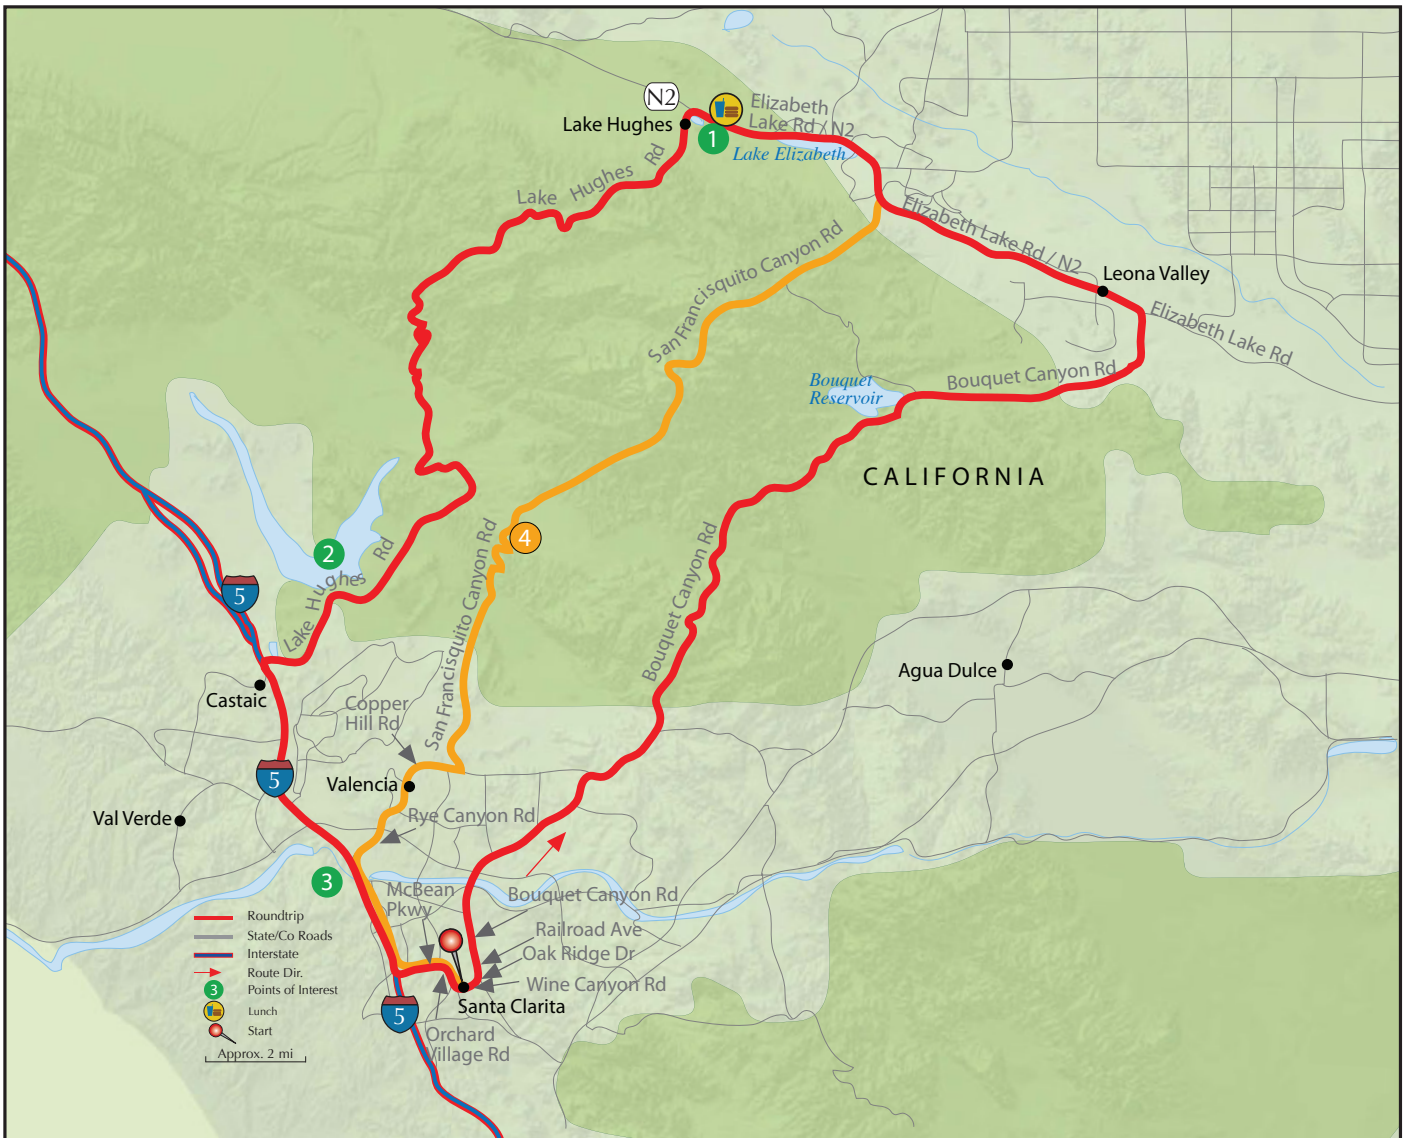 N2
Elizabeth
Lake Rd / N2
Lake Hughes
1
Lake Elizabeth
Lake Hughes Rd
Elizabeth Lake Rd / N2
San Francisquito Canyon Rd
Leona Valley
Elizabeth Lake Rd
Bouquet Canyon Rd
Bouquet
Reservoir
CALIFORNIA
4
2
San Francisquito Canyon Rd
Bouquet Canyon Rd
5
Lake Hughes Rd
Agua Dulce
Castaic
Copper
Hill Rd
5
Valencia
Val Verde
Rye Canyon Rd
3
McBean
Pkwy
Bouquet Canyon Rd
Railroad Ave
Oak Ridge Dr
Wine Canyon Rd
Santa Clarita
5
Orchard
Village Rd
Roundtrip
State/Co Roads
Interstate
Route Dir.
3 Points of Interest
Lunch
Start
Approx. 2 mi